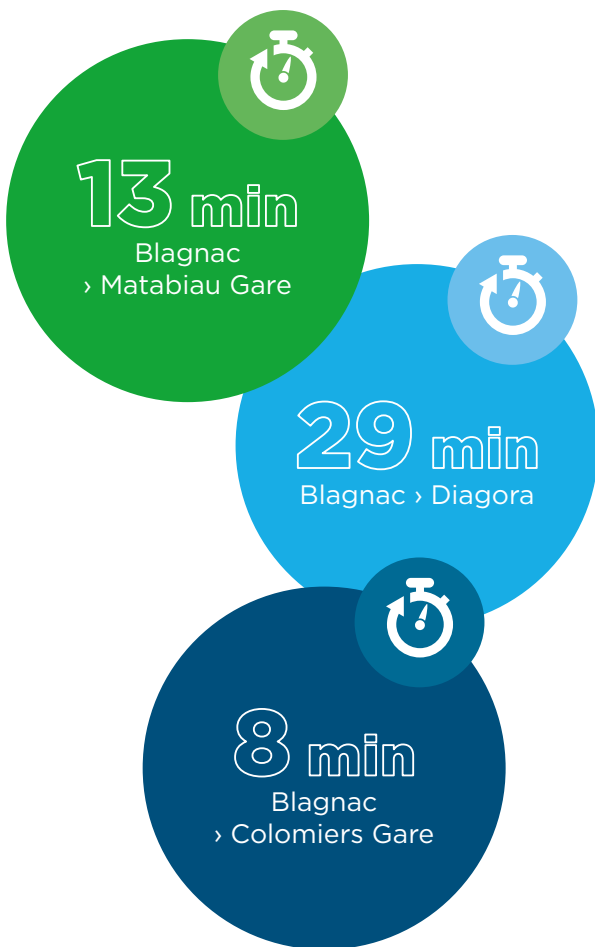 13 min
Blagnac
› Matabiau Gare
29 min
Blagnac › Diagora
8 min
Blagnac
› Colomiers Gare